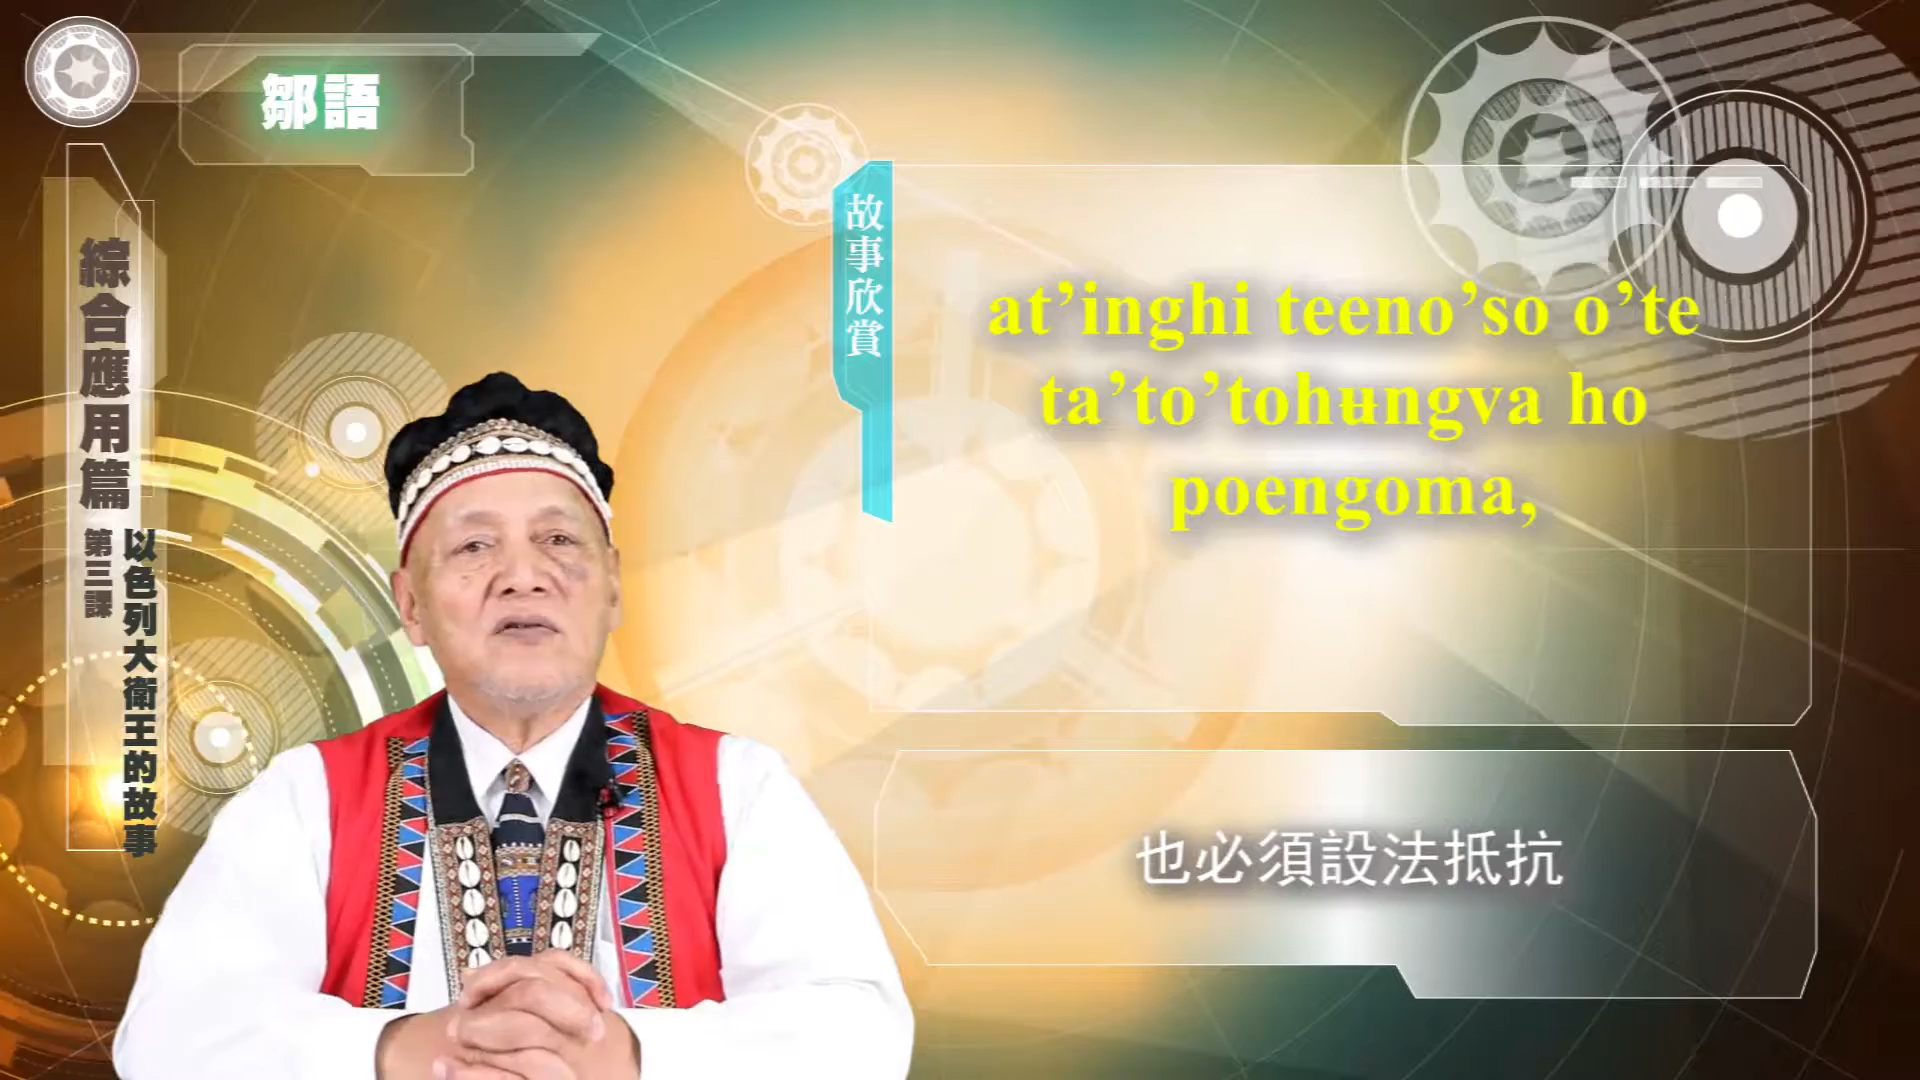 鄒語
綜合應用篇
第三課
以色列大衛王的故事
故事欣賞
at’inghi teeno’so o’te
ta’to’tohʉngva ho
poengoma,
也必須設法抵抗